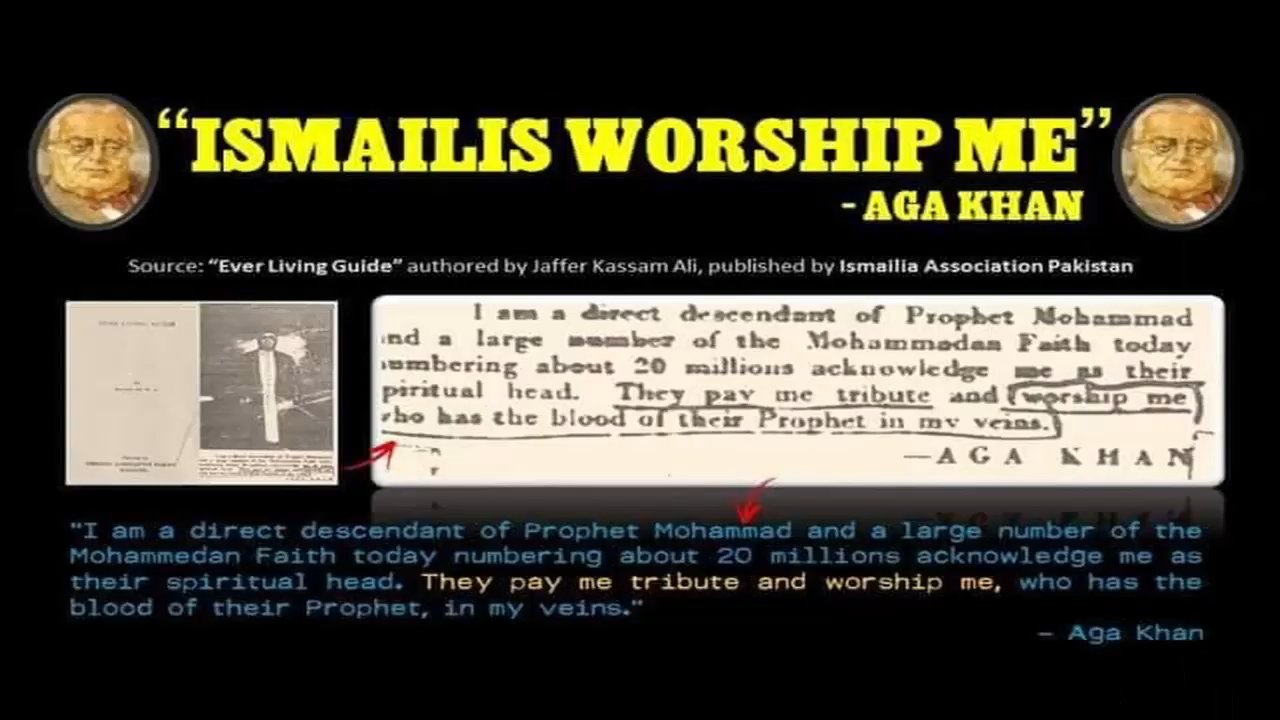 “ISMAILIS WORSHIP ME”
- AGA KHAN
Source: “Ever Living Guide” authored by Jaffer Kassam Ali, published by Ismailia Association Pakistan
I am a direct descendant of Prophet Mohammad
nd a large number of the Mohammedan Faith today
umbering about 20 millions acknowledge me as their
piritual head. They pay me tribute and worship me
ho has the blood of their Prophet in my veins.
—AGA KHAN
"I am a direct descendant of Prophet Mohammad and a large number of the
Mohammedan Faith today numbering about 20 millions acknowledge me as
their spiritual head. They pay me tribute and worship me, who has the
blood of their Prophet, in my veins."
- Aga Khan